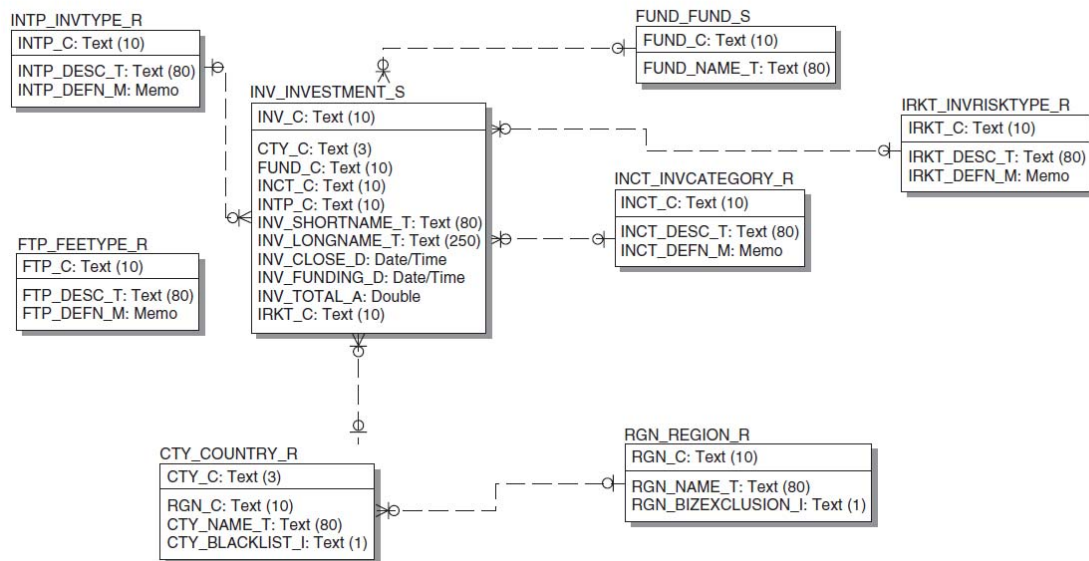 INTP_INVTYPE_R
INTP_C: Text (10)
INTP_DESC_T: Text (80)
INTP_DEFN_M: Memo
FUND_FUND_S
FUND_C: Text (10)
FUND_NAME_T: Text (80)
INV_INVESTMENT_S
INV_C: Text (10)
CTY_C: Text (3)
FUND_C: Text (10)
INCT_C: Text (10)
INTP_C: Text (10)
INV_SHORTNAME_T: Text (80)
INV_LONGNAME_T: Text (250)
INV_CLOSE_D: Date/Time
INV_FUNDING_D: Date/Time
INV_TOTAL_A: Double
IRKT_C: Text (10)
IRKT_INVRISKTYPE_R
IRKT_C: Text (10)
IRKT_DESC_T: Text (80)
IRKT_DEFN_M: Memo
INCT_INVCATEGORY_R
INCT_C: Text (10)
INCT_DESC_T: Text (80)
INCT_DEFN_M: Memo
FTP_FEETYPE_R
FTP_C: Text (10)
FTP_DESC_T: Text (80)
FTP_DEFN_M: Memo
CTY_COUNTRY_R
CTY_C: Text (3)
RGN_C: Text (10)
CTY_NAME_T: Text (80)
CTY_BLACKLIST_I: Text (1)
RGN_REGION_R
RGN_C: Text (10)
RGN_NAME_T: Text (80)
RGN_BIZEXCLUSION_I: Text (1)